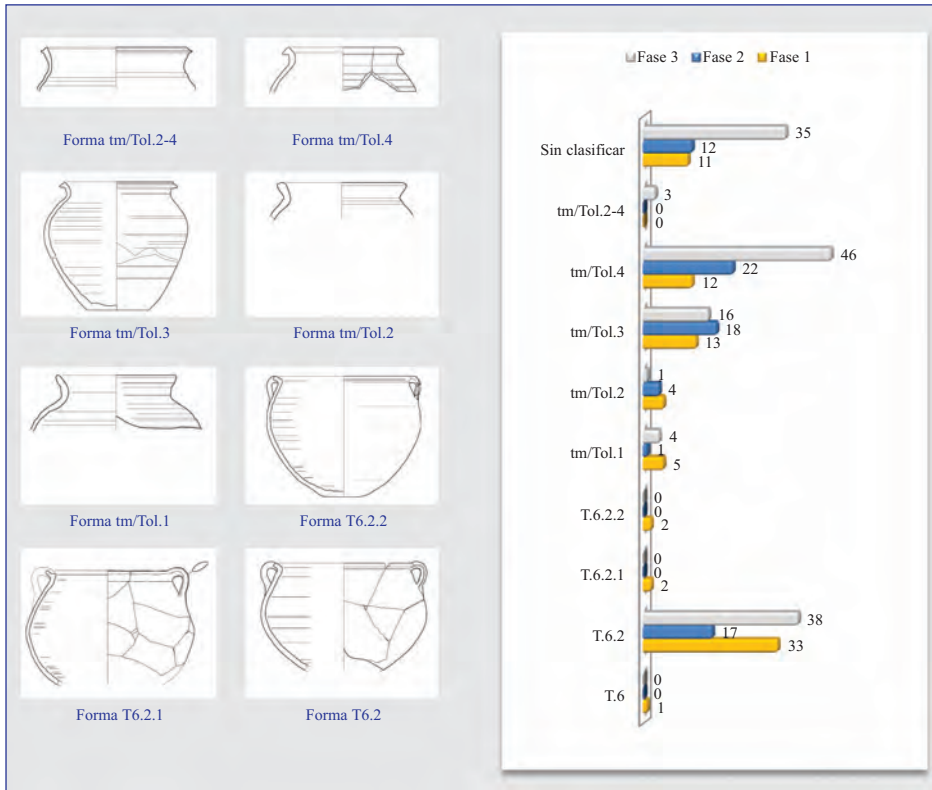 Forma tm/Tol.2-4
Forma tm/Tol.4
Forma tm/Tol.3
Forma tm/Tol.2
Forma tm/Tol.1
Forma T6.2.2
Forma T6.2.1
Forma T6.2
Fase 3 Fase 2 Fase 1
Sin clasificar
35
12
11
tm/Tol.2-4
3
0
0
tm/Tol.4
46
22
12
tm/Tol.3
16
18
13
tm/Tol.2
1
4
tm/Tol.1
4
1
5
T.6.2.2
0
0
2
T.6.2.1
0
0
2
T.6.2
38
17
33
T.6
0
0
1